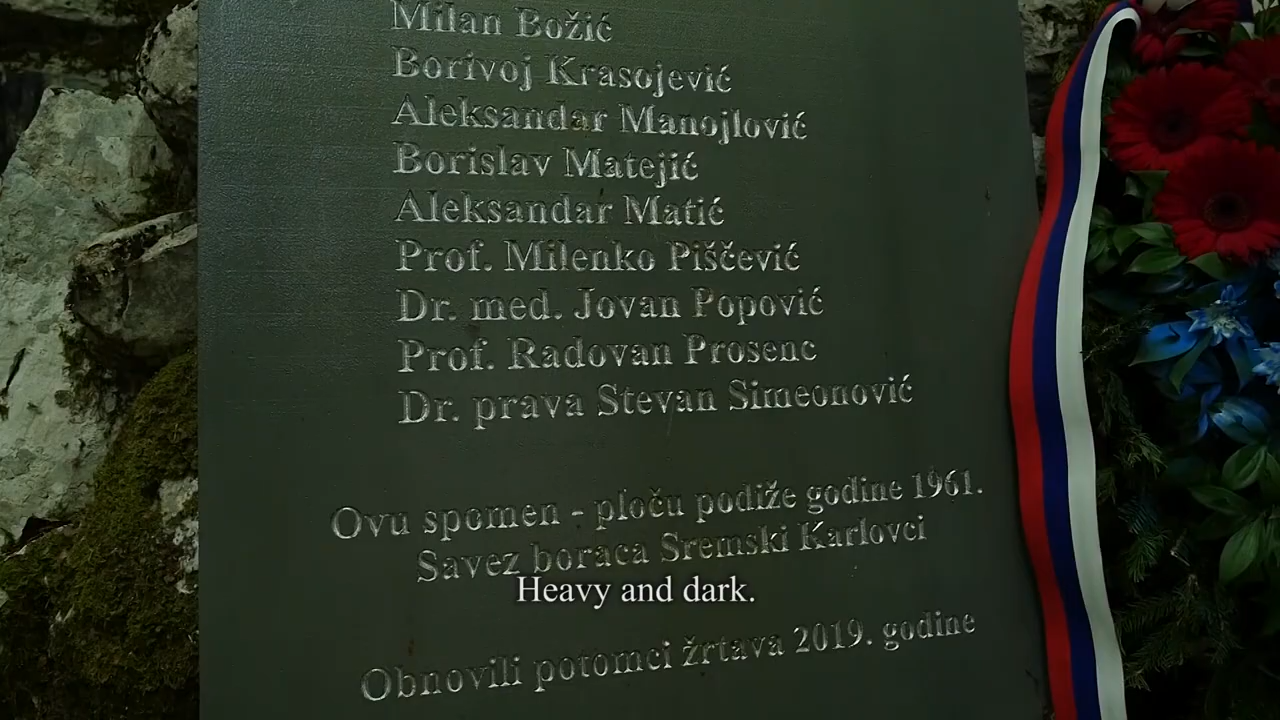 Milan Božić
Borivoj Krasojević
Aleksandar Manojlović
Borislav Matejić
Aleksandar Matić
Prof. Milenko Piščević
Dr. med. Jovan Popović
Prof. Radovan Prosenc
Dr. prava Stevan Simeonović
Ovu spomen - ploču podiže godine 1961.
Savez boraca Sremski Karlovci
Heavy and dark.
Obnovili potomci žrtava 2019. godine